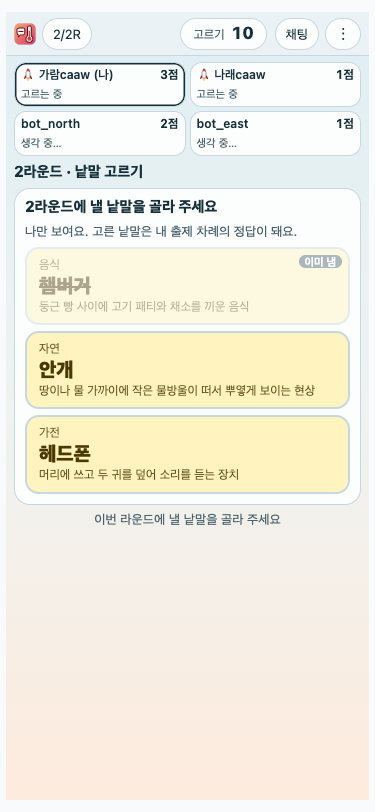 2/2R
고르기 10
채팅
가람caaw (나) 3점
고르는 중
나래caaw 1점
고르는 중
bot_north 2점
생각 중...
bot_east 1점
생각 중...
2라운드 · 낱말 고르기
2라운드에 낼 낱말을 골라 주세요
나만 보여요. 고른 낱말은 내 출제 차례의 정답이 돼요.
음식 이미 냄
햄버거
둥근 빵 사이에 고기 패티와 채소를 끼운 음식
자연
안개
땅이나 물 가까이에 작은 물방울이 떠서 뿌옇게 보이는 현상
가전
헤드폰
머리에 쓰고 두 귀를 덮어 소리를 듣는 장치
이번 라운드에 낼 낱말을 골라 주세요